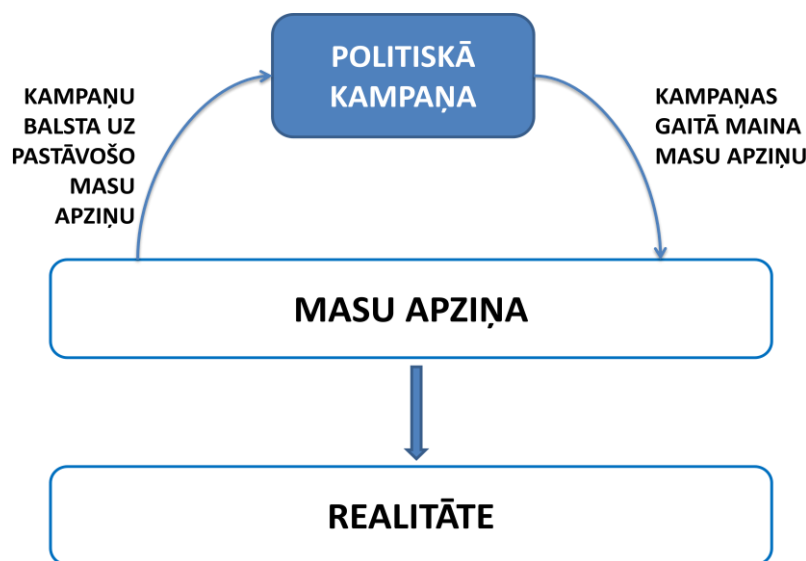 POLITISKĀ
KAMPAŅA
KAMPAŅU
BALSTA UZ
PASTĀVOŠO
MASU
APZIŅU
KAMPAŅAS
GAITĀ MAINA
MASU APZIŅU
MASU APZIŅA
REALITĀTE